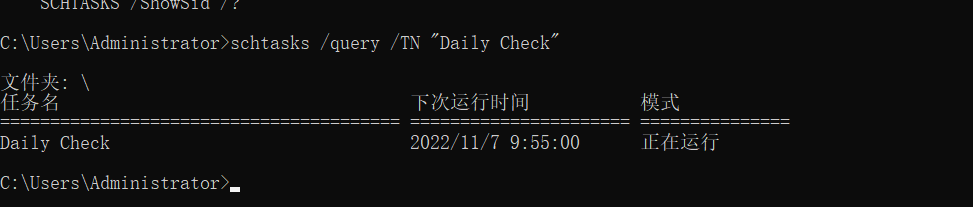 SCHTASKS /ShowSid /?
C:\Users\Administrator>schtasks /query /TN "Daily Check"
文件夹: \
任务名 下次运行时间 模式
======================================== ====================== ===============
Daily Check 2022/11/7 9:55:00 正在运行
C:\Users\Administrator>